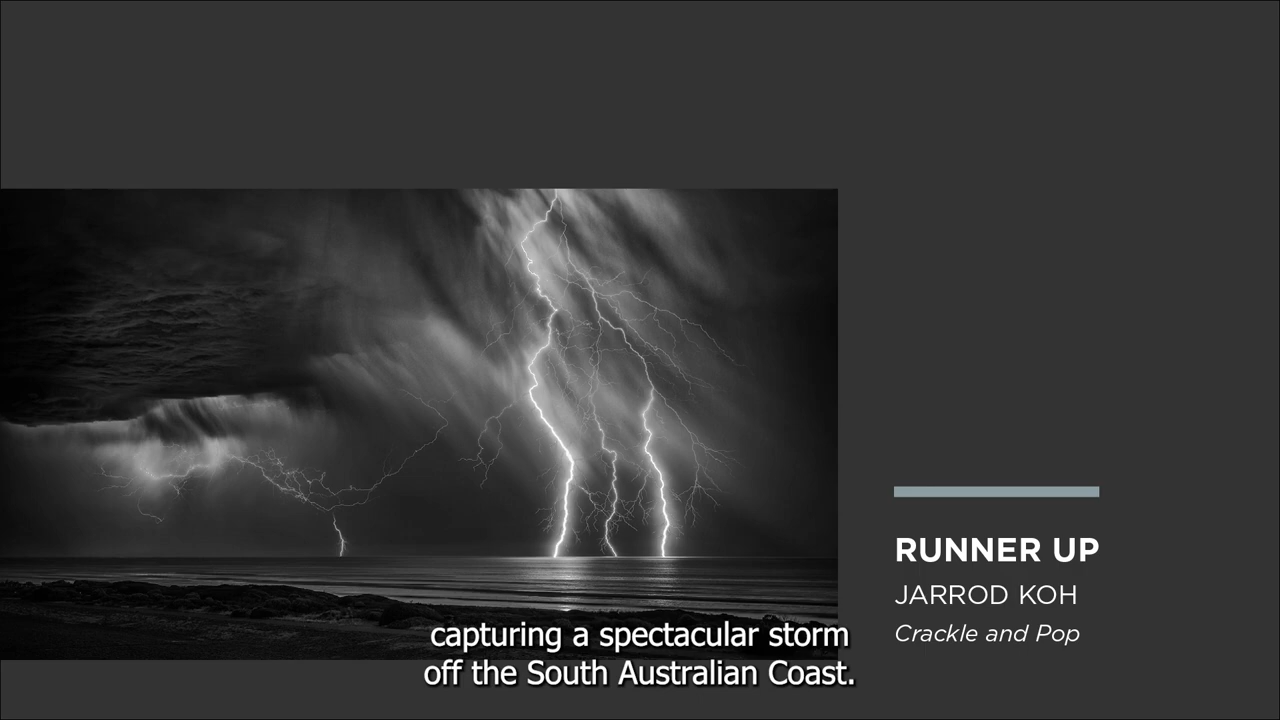 RUNNER UP
JARROD KOH
Crackle and Pop
capturing a spectacular storm
off the South Australian Coast.